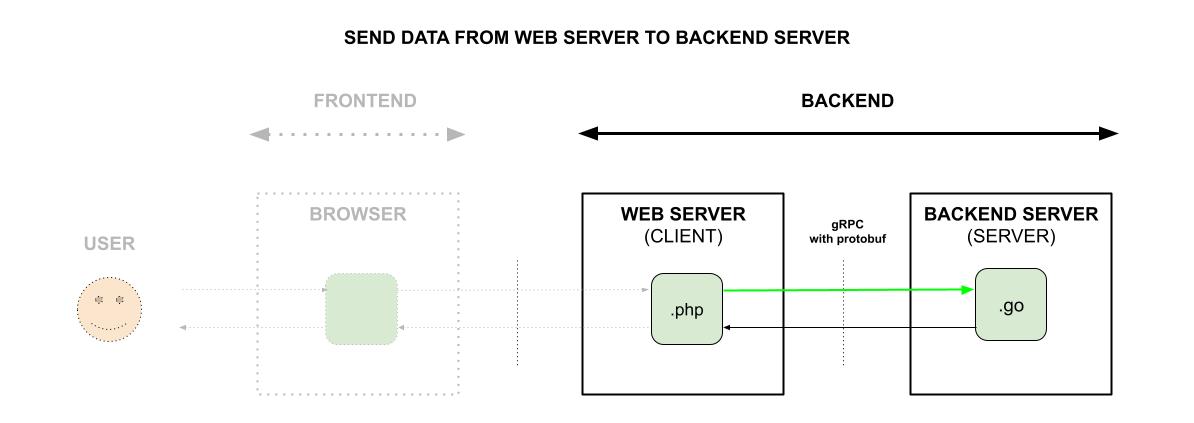 SEND DATA FROM WEB SERVER TO BACKEND SERVER
FRONTEND
BACKEND
USER
BROWSER
WEB SERVER
(CLIENT)
.php
gRPC
with protobuf
BACKEND SERVER
(SERVER)
.go